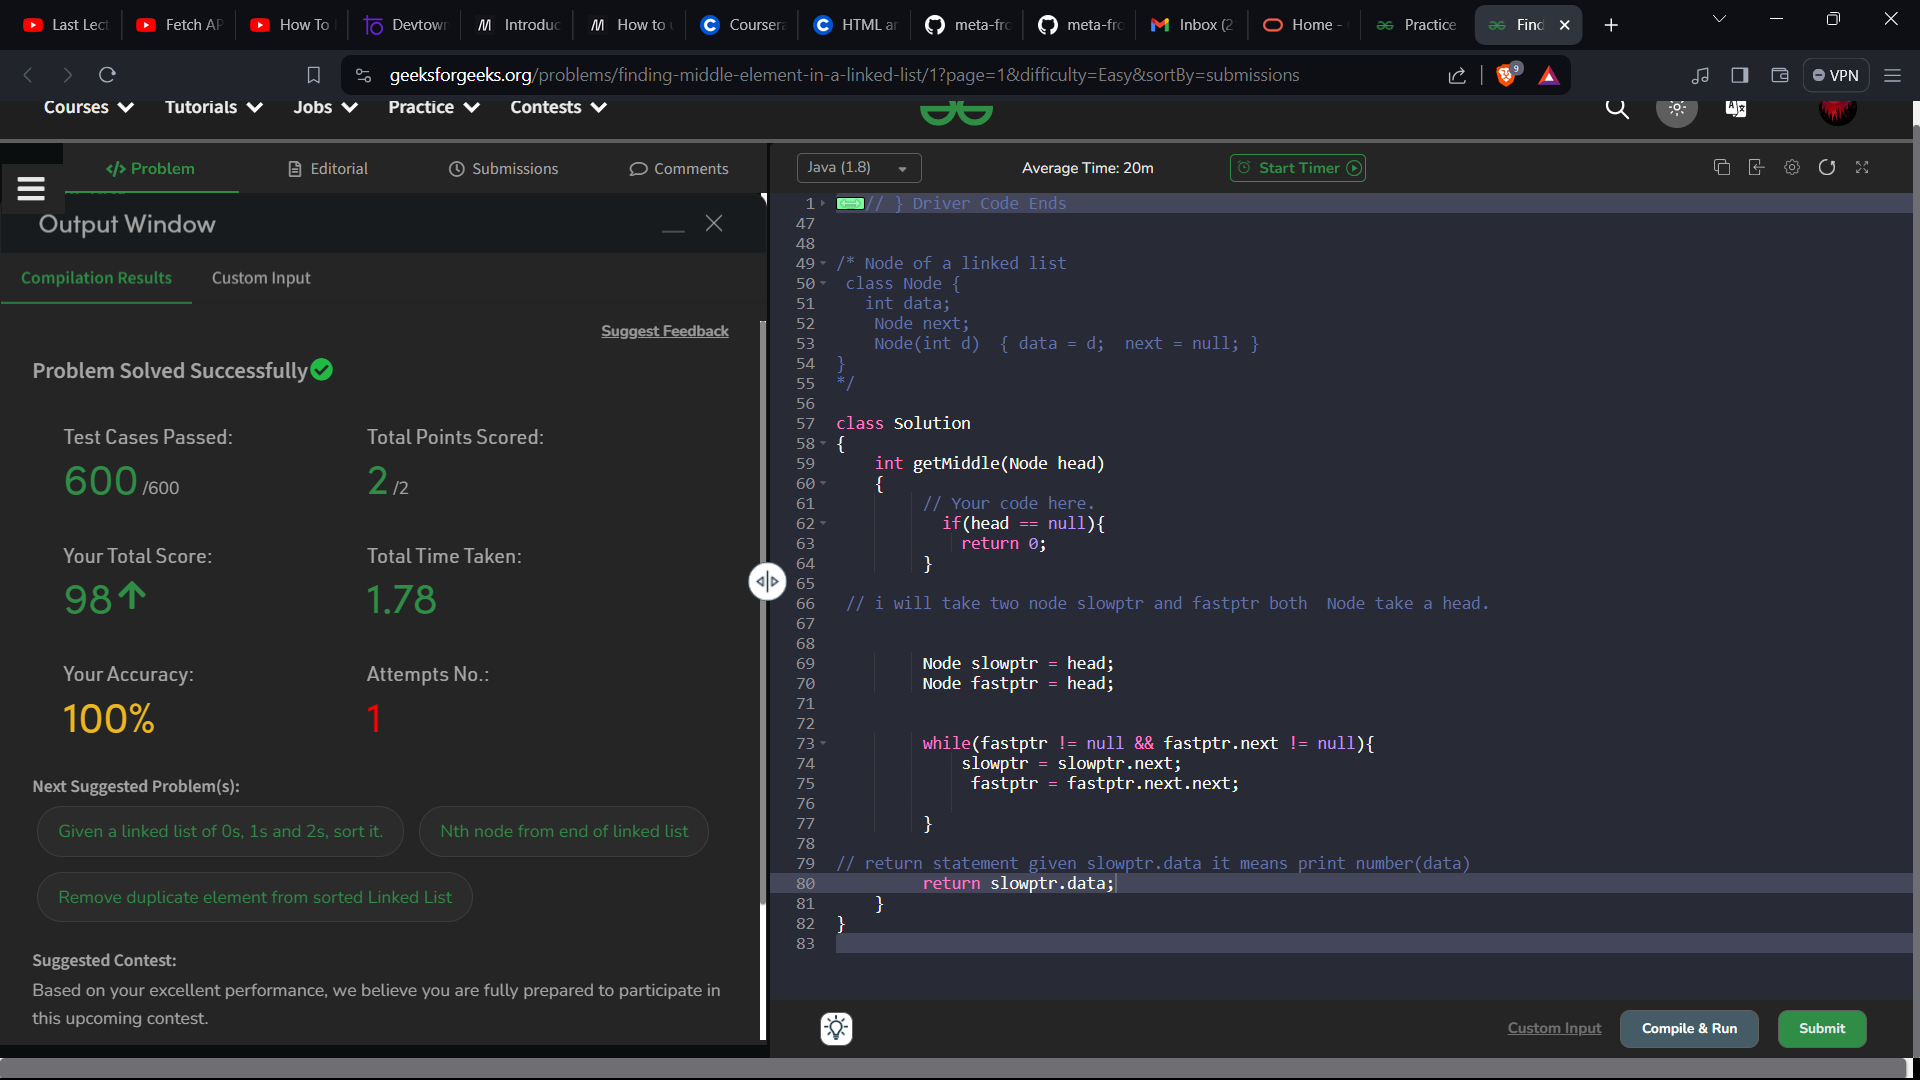 Last Lect
Fetch AP
How To
Devtown
Introduc
How to u
Coursera
HTML an
meta-fro
meta-fro
Inbox (2
Home -
Practice
Find
geeksforgeeks.org/problems/finding-middle-element-in-a-linked-list/1?page=1&difficulty=Easy&sortBy=submissions
9
VPN
Courses
Tutorials
Jobs
Practice
Contests
</> Problem
Editorial
Submissions
Comments
Java (1.8)
Average Time: 20m
Start Timer
Output Window
Compilation Results
Custom Input
Suggest Feedback
Problem Solved Successfully
Test Cases Passed:
Total Points Scored:
600 /600
2 /2
Your Total Score:
Total Time Taken:
98
1.78
Your Accuracy:
Attempts No.:
100%
1
Next Suggested Problem(s):
Given a linked list of 0s, 1s and 2s, sort it.
Nth node from end of linked list
Remove duplicate element from sorted Linked List
Suggested Contest:
Based on your excellent performance, we believe you are fully prepared to participate in
this upcoming contest.
1 // } Driver Code Ends
47
48
49 /* Node of a linked list
50 class Node {
51 int data;
52 Node next;
53 Node(int d)  { data = d;  next = null; }
54 }
55 */
56
57 class Solution
58 {
59 int getMiddle(Node head)
60 {
61 // Your code here.
62 if(head == null){
63 return 0;
64 }
65
66 // i will take two node slowptr and fastptr both  Node take a head.
67
68
69 Node slowptr = head;
70 Node fastptr = head;
71
72
73 while(fastptr != null && fastptr.next != null){
74 slowptr = slowptr.next;
75 fastptr = fastptr.next.next;
76
77 }
78
79 // return statement given slowptr.data it means print number(data)
80 return slowptr.data;
81 }
82 }
83
Custom Input
Compile & Run
Submit